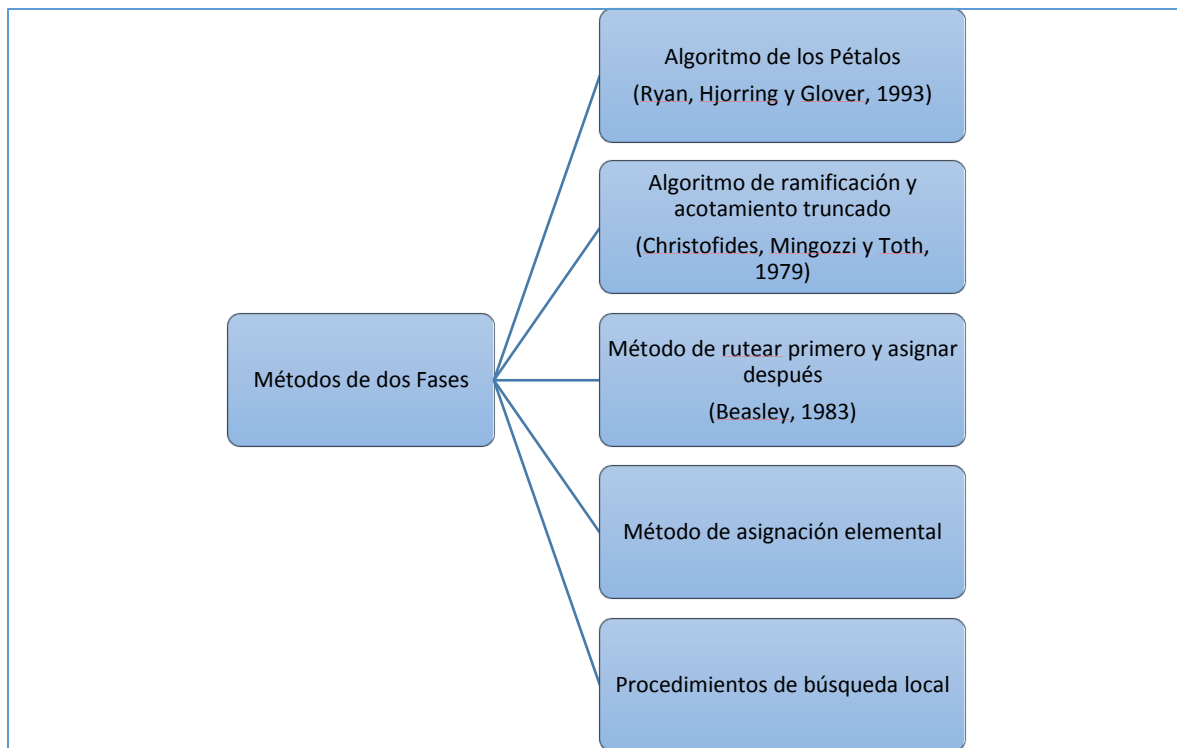 Algoritmo de los Pétalos
(Ryan, Hjorring y Glover, 1993)
Algoritmo de ramificación y
acotamiento truncado
(Christofides, Mingozzi y Toth,
1979)
Métodos de dos Fases
Método de rutear primero y asignar
después
(Beasley, 1983)
Método de asignación elemental
Procedimientos de búsqueda local